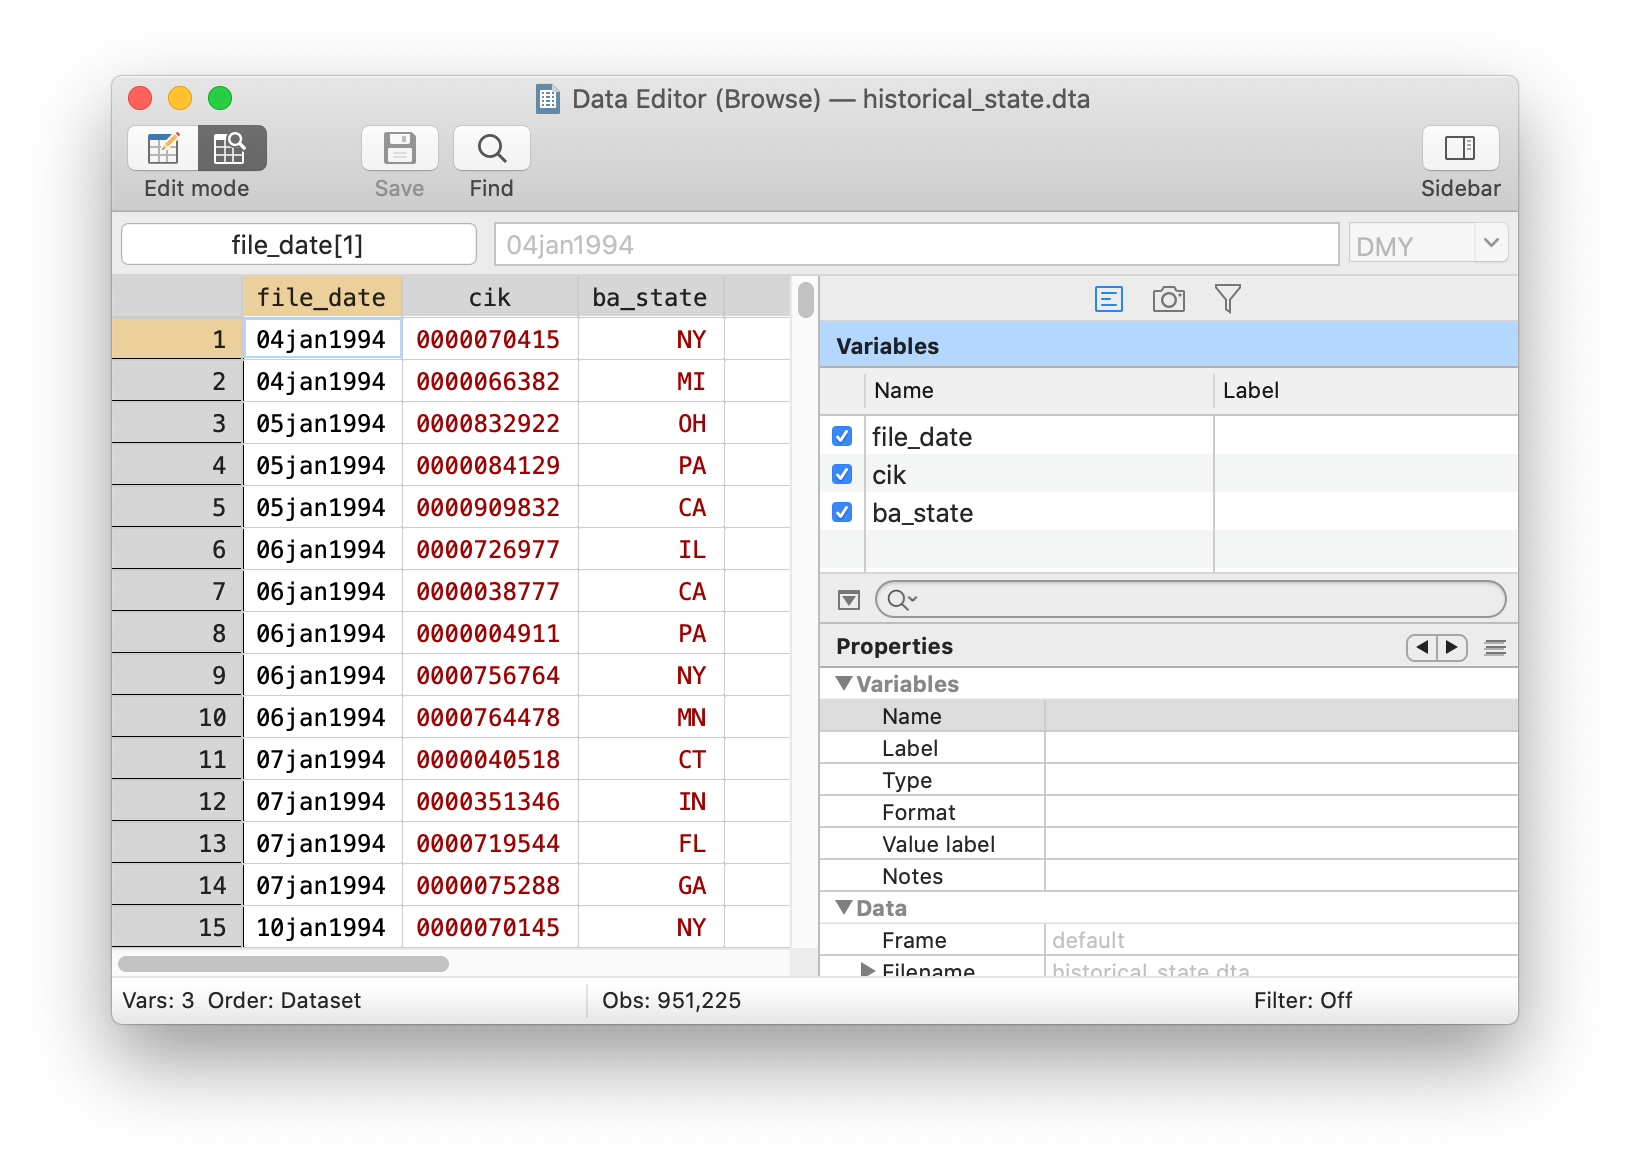 Data Editor (Browse) — historical_state.dta
Edit mode Save Find Sidebar
file_date[1] 04jan1994 DMY
file_date cik ba_state
1 04jan1994 0000070415 NY
2 04jan1994 0000066382 MI
3 05jan1994 0000832922 OH
4 05jan1994 0000084129 PA
5 05jan1994 0000909832 CA
6 06jan1994 0000726977 IL
7 06jan1994 0000038777 CA
8 06jan1994 0000004911 PA
9 06jan1994 0000756764 NY
10 06jan1994 0000764478 MN
11 07jan1994 0000040518 CT
12 07jan1994 0000351346 IN
13 07jan1994 0000719544 FL
14 07jan1994 0000075288 GA
15 10jan1994 0000070145 NY
Variables
Name Label
file_date
cik
ba_state
Properties
Variables
Name
Label
Type
Format
Value label
Notes
Data
Frame default
Filename historical_state.dta
Vars: 3 Order: Dataset Obs: 951,225 Filter: Off